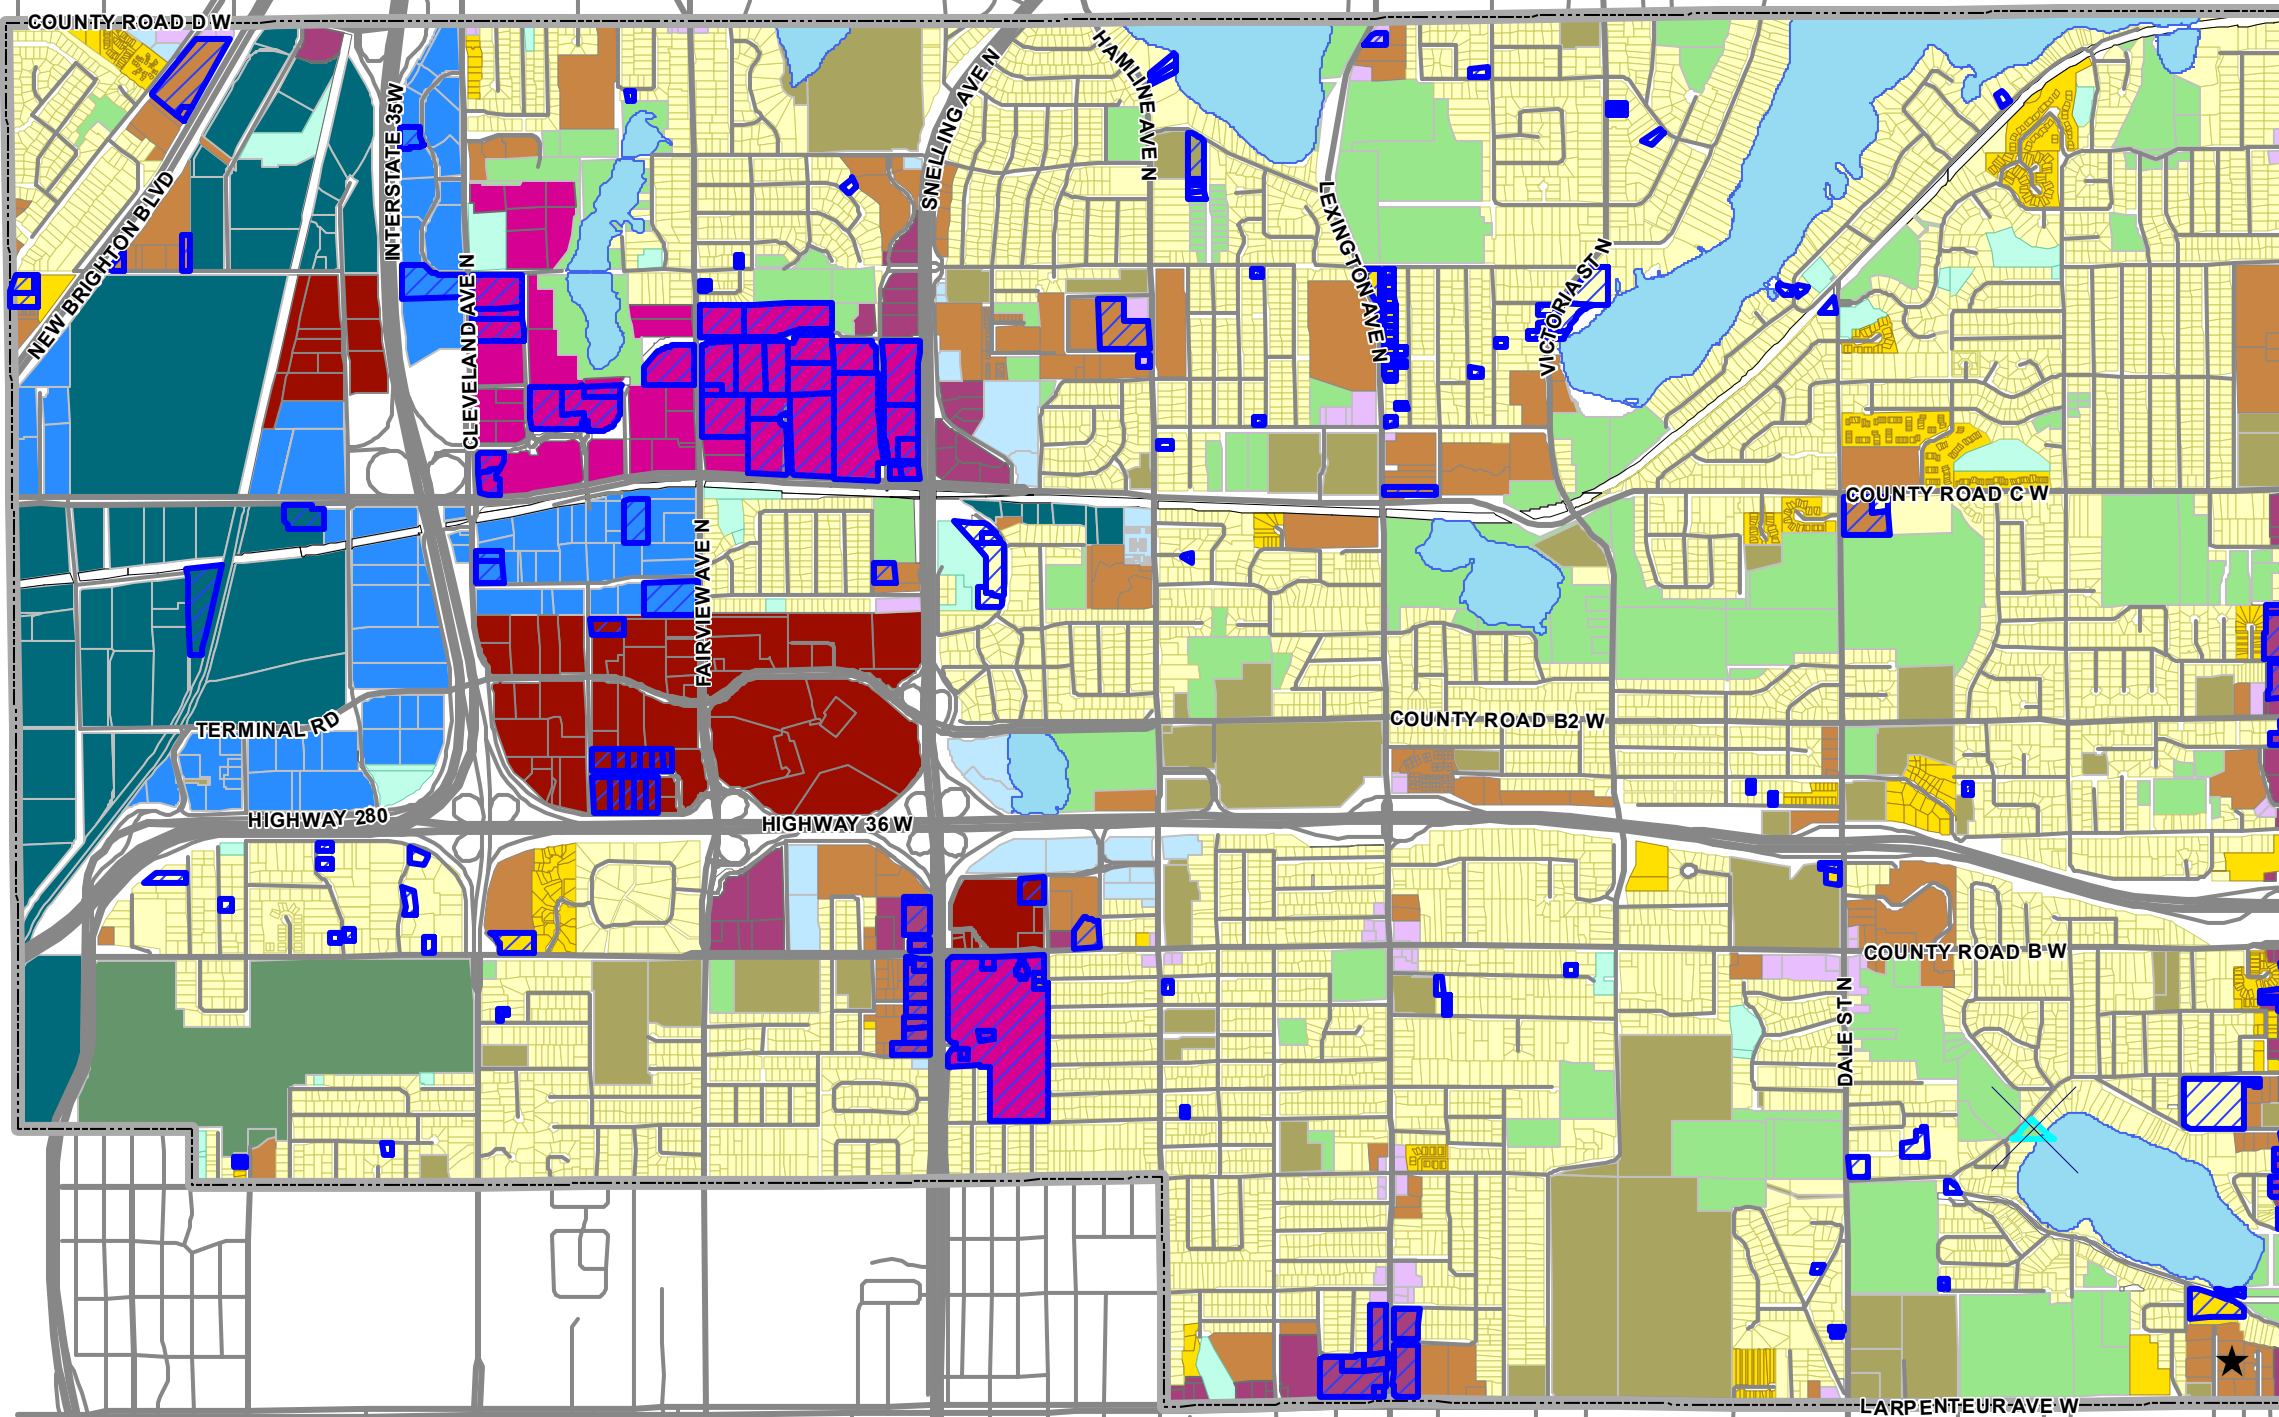 COUNTY ROAD D W
HAMLINE AVE N
SNELLING AVE N
INTERSTATE 35W
NEW BRIGHTON BLVD
LEXINGTON AVE N
VICTORIA ST N
CLEVELAND AVE N
COUNTY ROAD C W
FAIRVIEW AVE N
TERMINAL RD
COUNTY ROAD B2 W
HIGHWAY 280
HIGHWAY 36 W
COUNTY ROAD B W
DALE ST N
LARPENTEUR AVE W